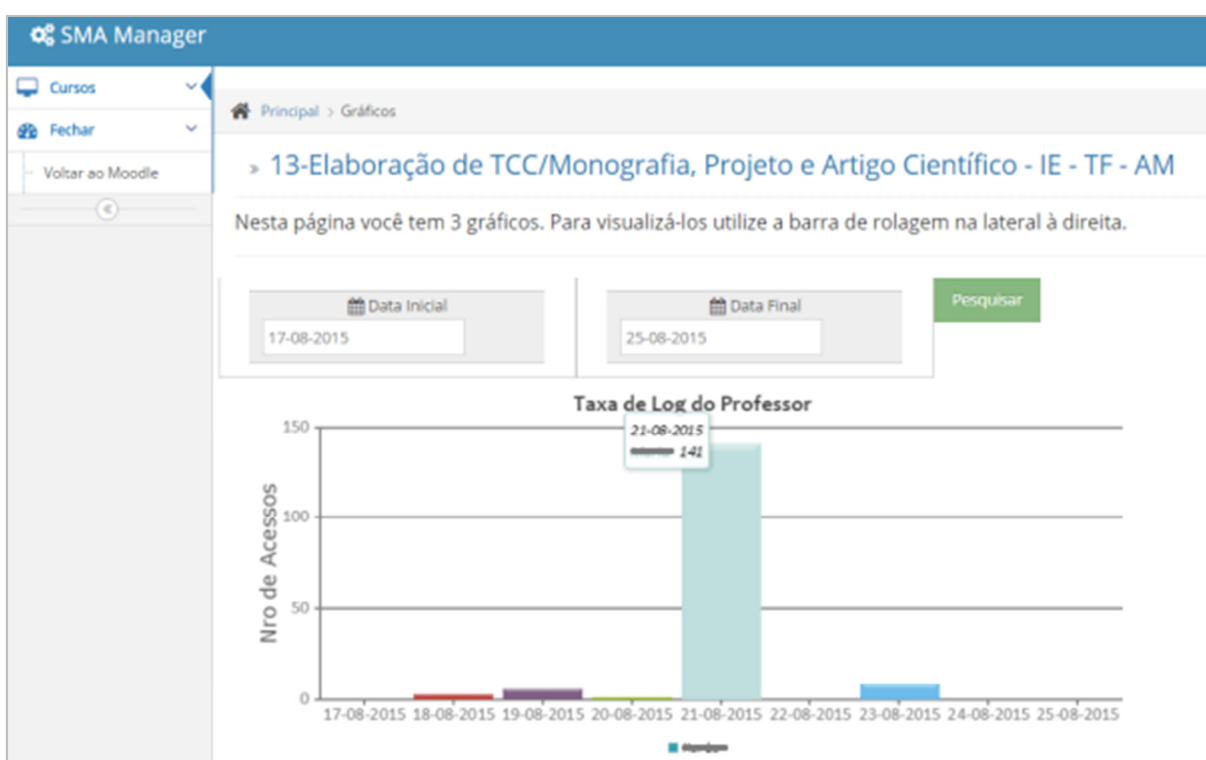 SMA Manager
Cursos
Fechar
Voltar ao Moodle
Principal > Gráficos
» 13-Elaboração de TCC/Monografia, Projeto e Artigo Científico - IE - TF - AM
Nesta página você tem 3 gráficos. Para visualizá-los utilize a barra de rolagem na lateral à direita.
Data Inicial
17-08-2015
Data Final
25-08-2015
Pesquisar
Taxa de Log do Professor
21-08-2015
141
Nro de Acessos
150
100
50
0
17-08-2015 18-08-2015 19-08-2015 20-08-2015 21-08-2015 22-08-2015 23-08-2015 24-08-2015 25-08-2015